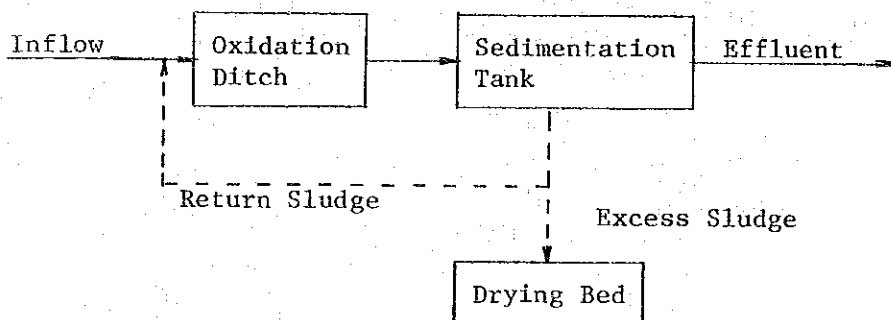 Inflow
Oxidation
Ditch
Sedimentation
Tank
Effluent
Return Sludge
Excess Sludge
Drying Bed